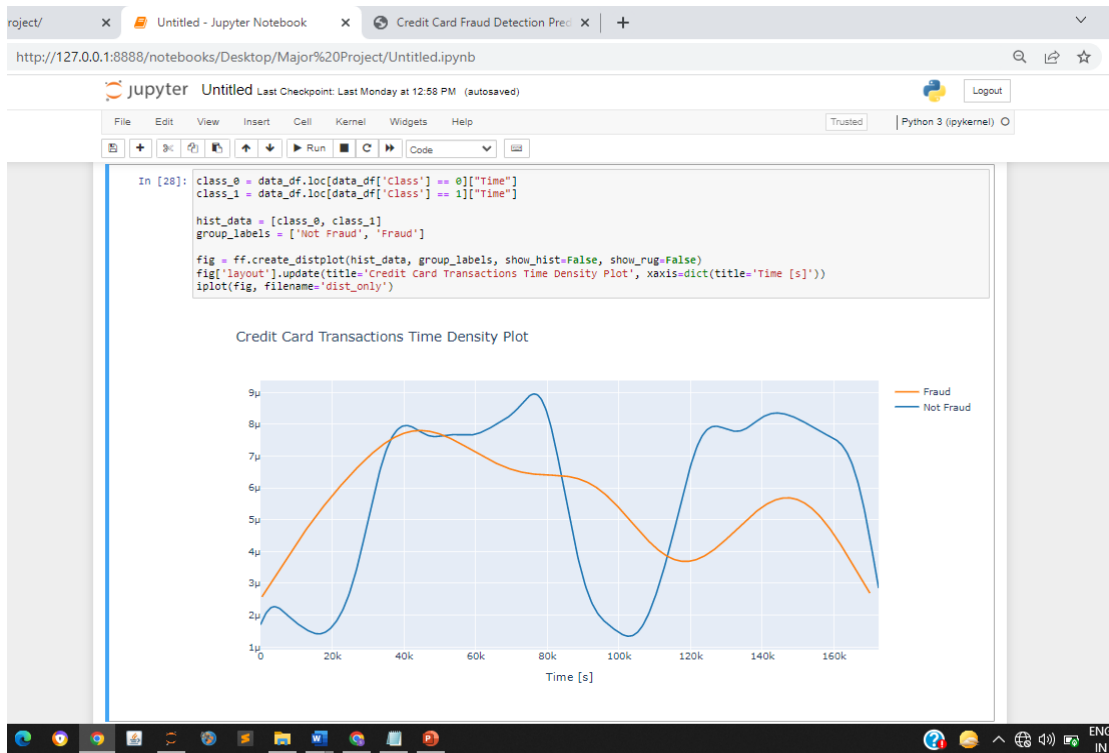 roject/
Untitled - Jupyter Notebook
Credit Card Fraud Detection Pred
http://127.0.0.1:8888/notebooks/Desktop/Major%20Project/Untitled.ipynb
jupyter Untitled Last Checkpoint: Last Monday at 12:58 PM (autosaved)
Logout
File Edit View Insert Cell Kernel Widgets Help
Trusted Python 3 (ipykernel)
Run Code
In [28]: class_0 = data_df.loc[data_df['Class'] == 0]["Time"]
class_1 = data_df.loc[data_df['Class'] == 1]["Time"]
hist_data = [class_0, class_1]
group_labels = ['Not Fraud', 'Fraud']
fig = ff.create_distplot(hist_data, group_labels, show_hist=False, show_rug=False)
fig['layout'].update(title='Credit Card Transactions Time Density Plot', xaxis=dict(title='Time [s]'))
iplot(fig, filename='dist_only')
Credit Card Transactions Time Density Plot
9μ
8μ
7μ
6μ
5μ
4μ
3μ
2μ
1μ
Fraud
Not Fraud
0 20k 40k 60k 80k 100k 120k 140k 160k
Time [s]
ENG
IN